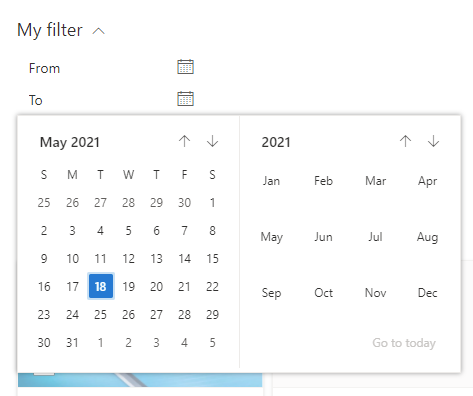 My filter
From
To
May 2021
S M T W T F S
25 26 27 28 29 30 1
2 3 4 5 6 7 8
9 10 11 12 13 14 15
16 17 18 19 20 21 22
23 24 25 26 27 28 29
30 31 1 2 3 4 5
2021
Jan Feb Mar Apr
May Jun Jul Aug
Sep Oct Nov Dec
Go to today